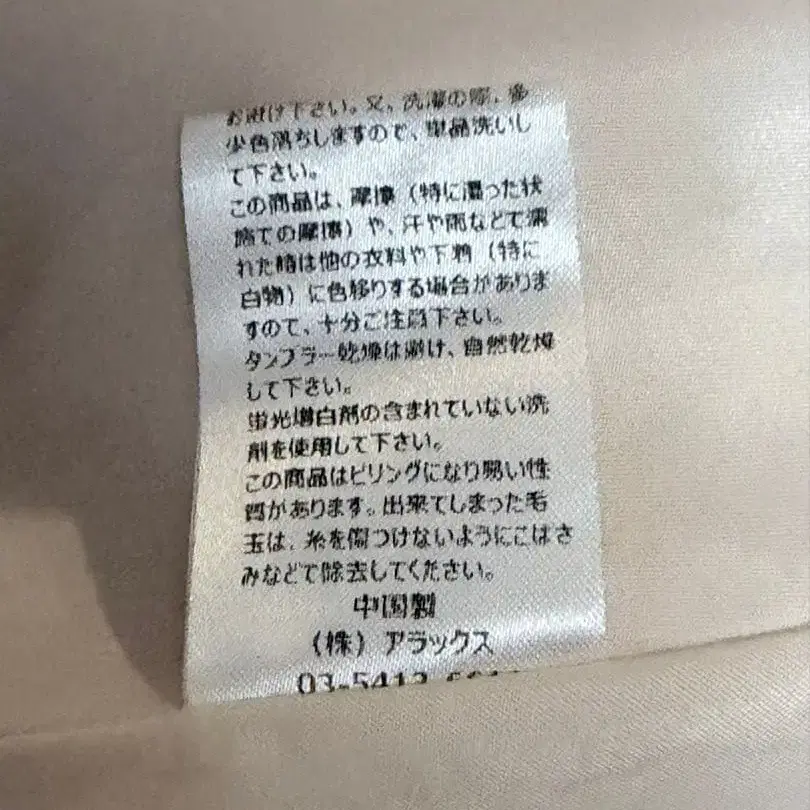 お避け下さい。又、洗濯の際、多
少色落ちしますので、単品洗いし
て下さい。
この商品は、摩擦（特に湿った状
態での摩擦）や、汗や雨などで濡
れた時は他の衣料や下着（特に
白物）に色移りする場合がありま
すので、十分ご注意下さい。
タンブラー乾燥は避け、自然乾燥
して下さい。
蛍光増白剤の含まれていない洗
剤を使用して下さい。
この商品はピリングになり易い性
質があります。出来てしまった毛
玉は、糸を傷つけないようにこばさ
みなどで除去してください。
中国製
（株）アラックス
03-5413-